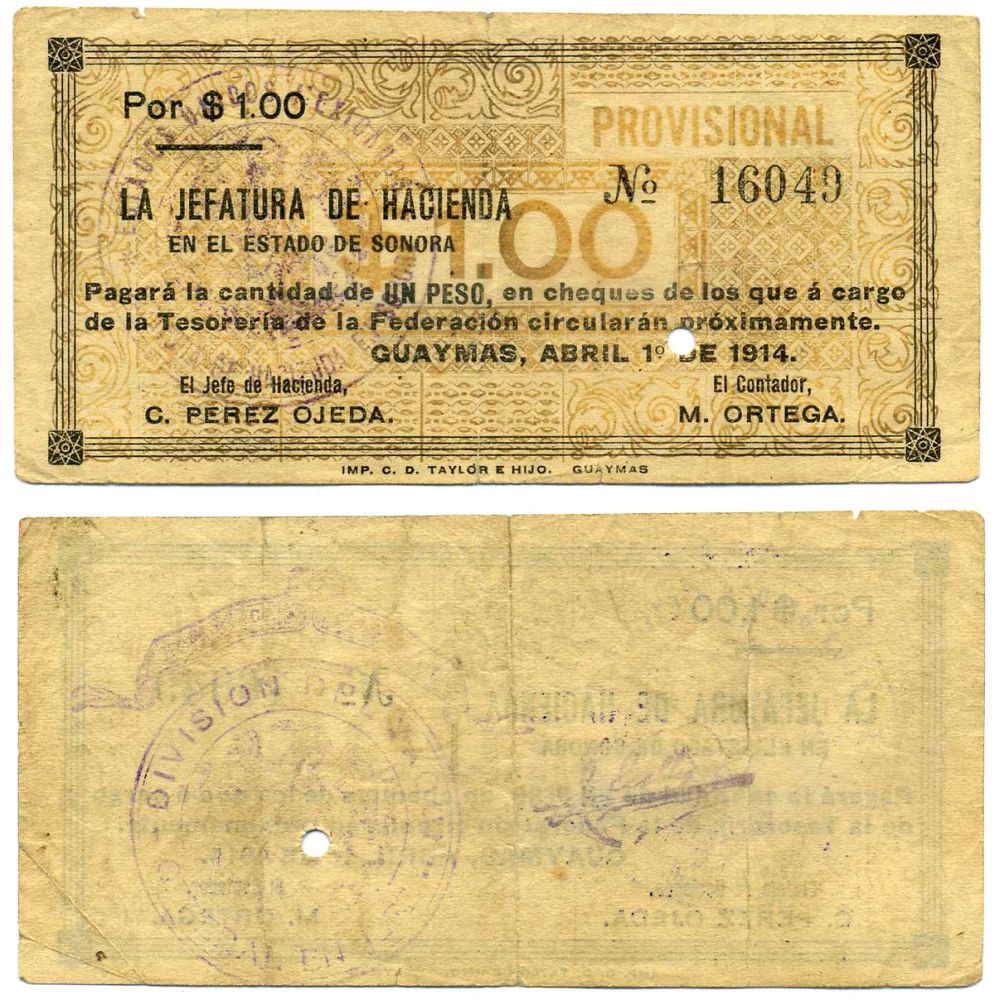 Por $ 1.00
PROVISIONAL
No 16049
LA JEFATURA DE HACIENDA
EN EL ESTADO DE SONORA
$1.00
Pagará la cantidad de UN PESO, en cheques de los que á cargo
de la Tesorería de la Federación circularán próximamente.
GUAYMAS, ABRIL 1º DE 1914.
El Jefe de Hacienda,
C. PEREZ OJEDA.
El Contador,
M. ORTEGA.
IMP. C. D. TAYLOR E HIJO. GUAYMAS
DIVISION